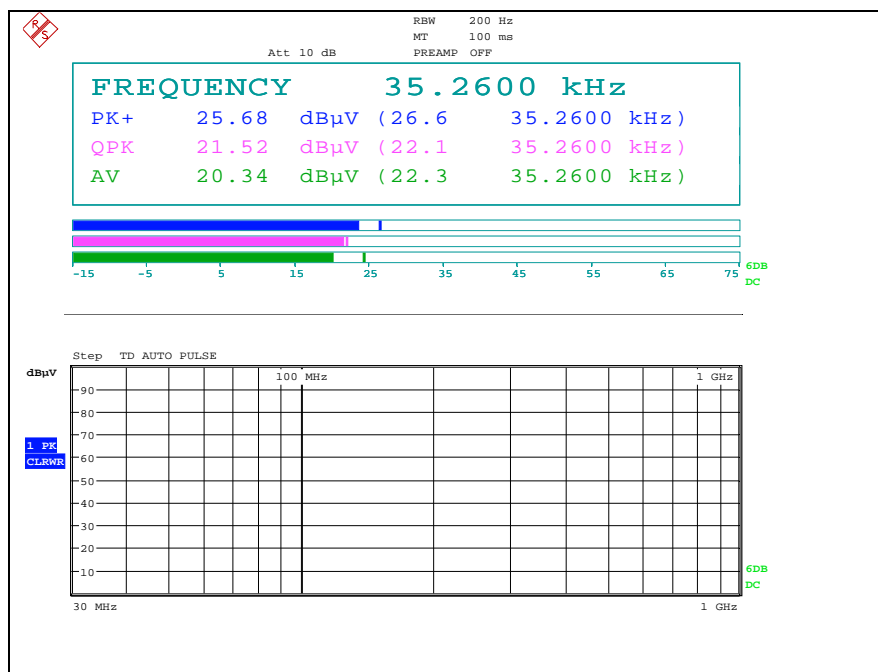 R S
RBW 200 Hz
MT 100 ms
Att 10 dB PREAMP OFF
FREQUENCY 35.2600 kHz
PK+ 25.68 dBµV (26.6 35.2600 kHz)
QPK 21.52 dBµV (22.1 35.2600 kHz)
AV 20.34 dBµV (22.3 35.2600 kHz)
-15 -5 5 15 25 35 45 55 65 75
6DB
DC
Step TD AUTO PULSE
dBµV
100 MHz 1 GHz
90
80
70
1 PK
CLRWR
60
50
40
30
20
10
6DB
DC
30 MHz 1 GHz